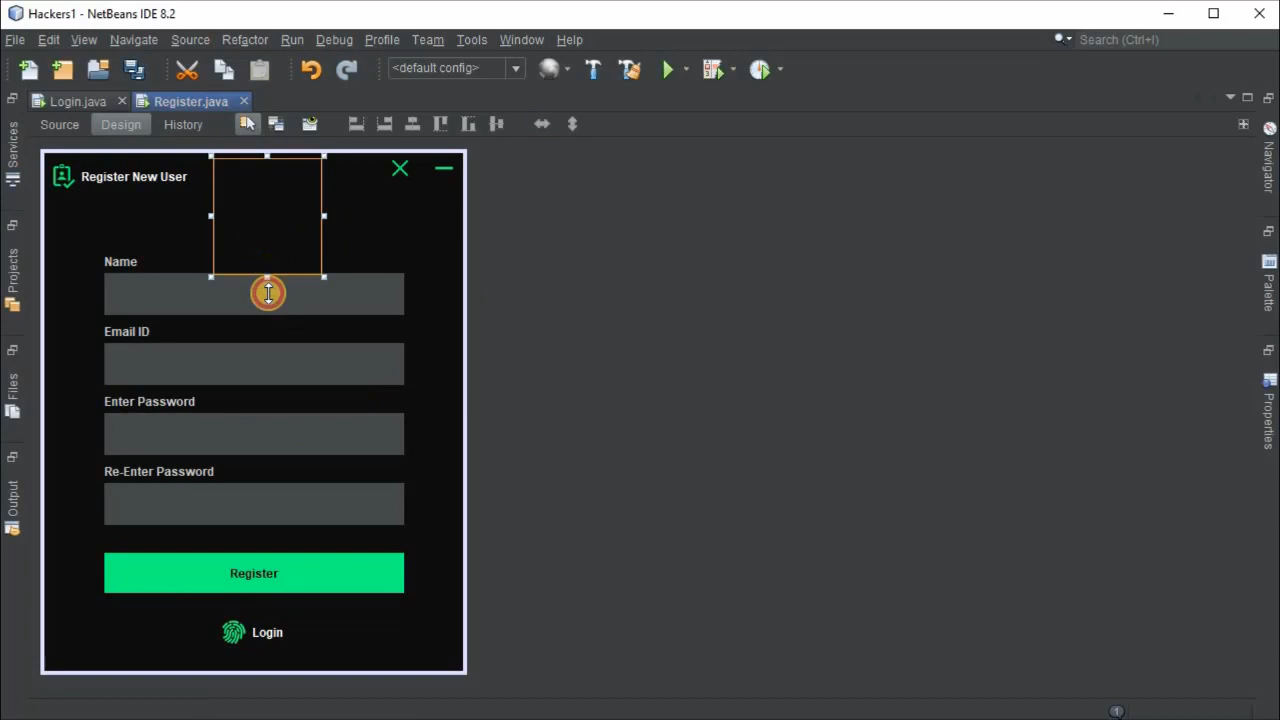 Hackers1 - NetBeans IDE 8.2
File Edit View Navigate Source Refactor Run Debug Profile Team Tools Window Help
Search (Ctrl+I)
<default config>
Login.java
Register.java
Source Design History
Services
Projects
Files
Output
Register New User
Name
Email ID
Enter Password
Re-Enter Password
Register
Login
Navigator
Palette
Properties
1